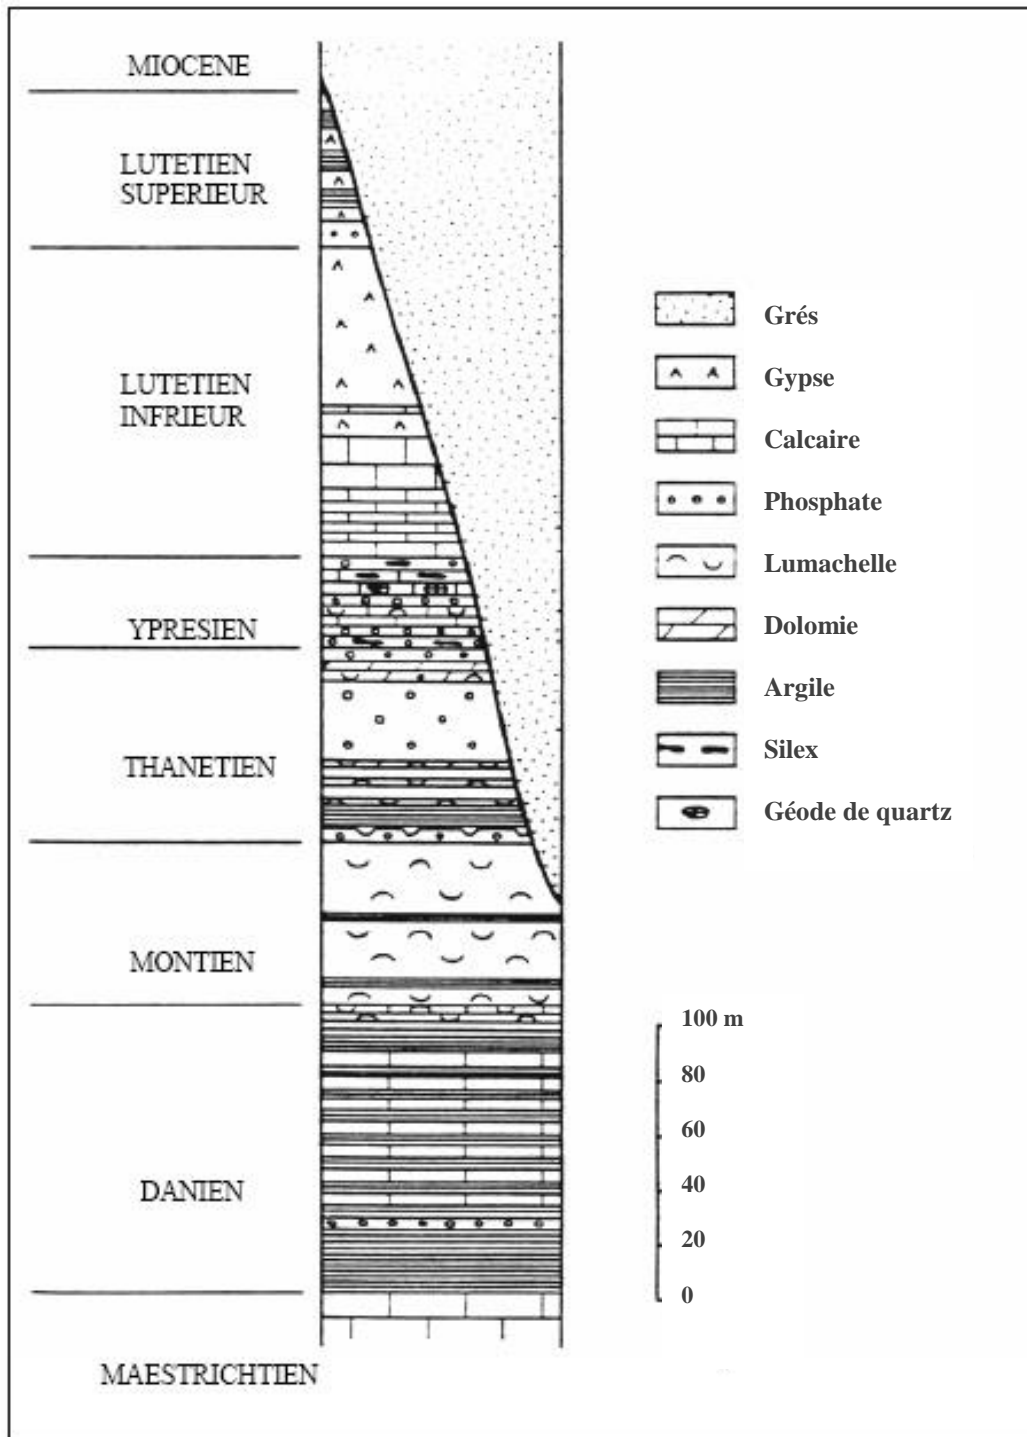 MIOCENE
LUTETIEN
SUPERIEUR
LUTETIEN
INFRIEUR
YPRESIEN
THANETIEN
MONTIEN
DANIEN
MAESTRICHTIEN
Grés
Gypse
Calcaire
Phosphate
Lumachelle
Dolomie
Argile
Silex
Géode de quartz
100 m
80
60
40
20
0